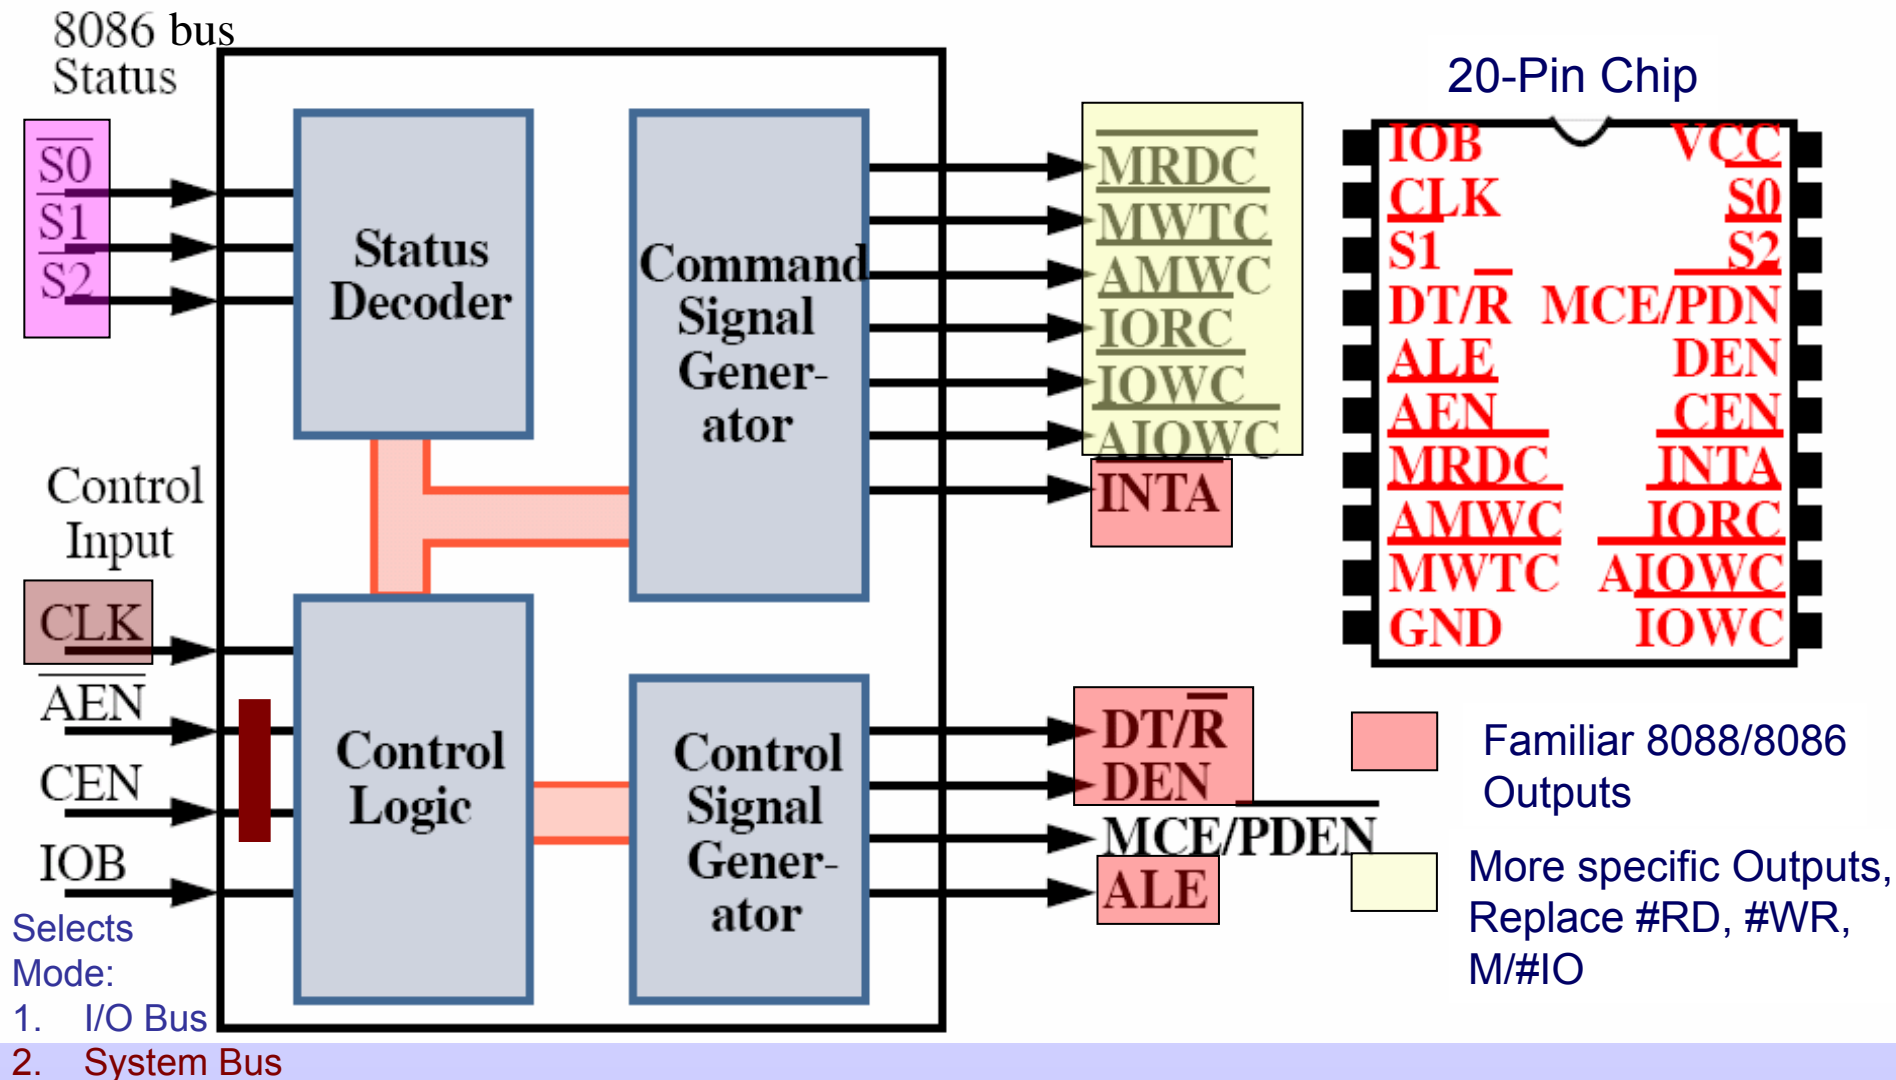 8086 bus
Status
S0
S1
S2
Control
Input
CLK
AEN
CEN
IOB
Selects
Mode:
1. I/O Bus
2. System Bus
Status
Decoder
Command
Signal
Gener-
ator
Control
Logic
Control
Signal
Gener-
ator
MRDC
MWTC
AMWC
IORC
IOWC
AIOWC
INTA
DT/R
DEN
MCE/PDEN
ALE
20-Pin Chip
IOB VCC
CLK S0
S1 S2
DT/R MCE/PDN
ALE DEN
AEN CEN
MRDC INTA
AMWC IORC
MWTC AIOWC
GND IOWC
Familiar 8088/8086
Outputs
More specific Outputs,
Replace #RD, #WR,
M/#IO